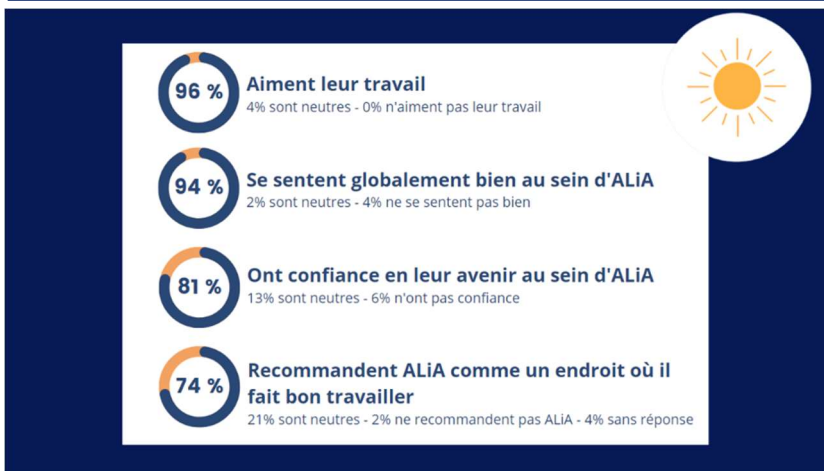 96 %
Aiment leur travail
4% sont neutres - 0% n'aiment pas leur travail
94 %
Se sentent globalement bien au sein d'ALiA
2% sont neutres - 4% ne se sentent pas bien
81 %
Ont confiance en leur avenir au sein d'ALiA
13% sont neutres - 6% n'ont pas confiance
74 %
Recommandent ALiA comme un endroit où il
fait bon travailler
21% sont neutres - 2% ne recommandent pas ALiA - 4% sans réponse